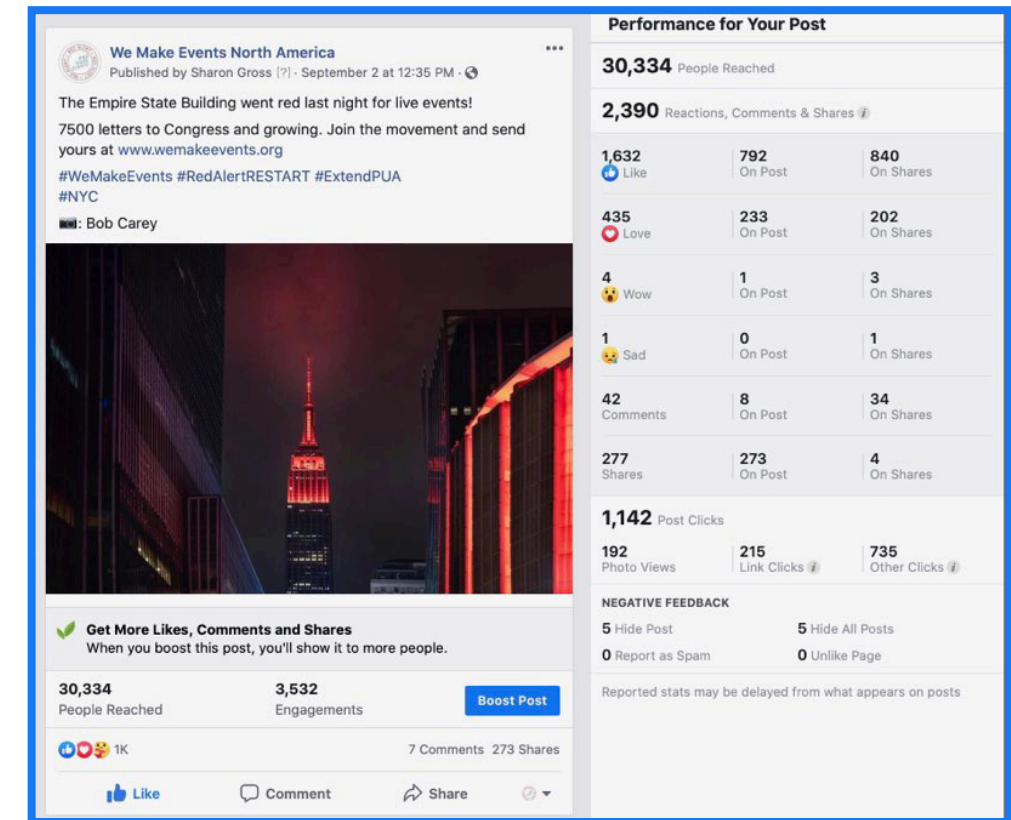 We Make Events North America
Published by Sharon Gross [?] · September 2 at 12:35 PM ·
The Empire State Building went red last night for live events!
7500 letters to Congress and growing. Join the movement and send
yours at www.wemakeevents.org
#WeMakeEvents #RedAlertRESTART #ExtendPUA
#NYC
: Bob Carey
Get More Likes, Comments and Shares
When you boost this post, you'll show it to more people.
30,334 3,532
People Reached Engagements
Boost Post
1K 7 Comments 273 Shares
Like Comment Share
Performance for Your Post
30,334 People Reached
2,390 Reactions, Comments & Shares
1,632 792 840
Like On Post On Shares
435 233 202
Love On Post On Shares
4 1 3
Wow On Post On Shares
1 0 1
Sad On Post On Shares
42 8 34
Comments On Post On Shares
277 273 4
Shares On Post On Shares
1,142 Post Clicks
192 215 735
Photo Views Link Clicks Other Clicks
NEGATIVE FEEDBACK
5 Hide Post 5 Hide All Posts
0 Report as Spam 0 Unlike Page
Reported stats may be delayed from what appears on posts